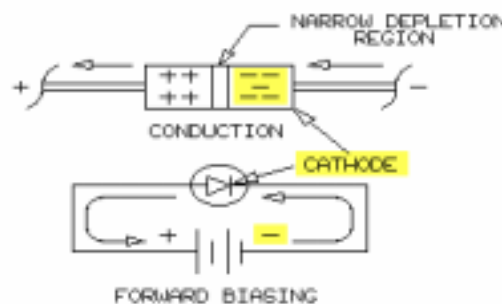 NARROW DEPLETION
REGION
+ ++ ++ — — — — — −
CONDUCTION
CATHODE
+ −
FORWARD BIASING